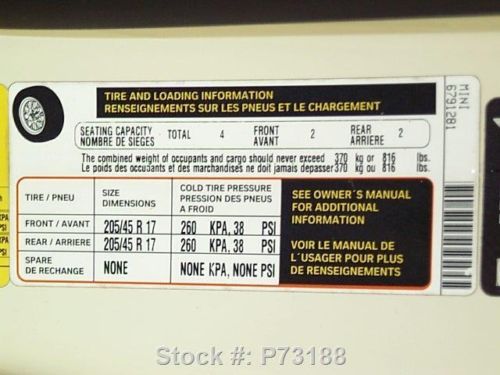 TIRE AND LOADING INFORMATION
RENSEIGNEMENTS SUR LES PNEUS ET LE CHARGEMENT
SEATING CAPACITY TOTAL 4 FRONT 2 REAR 2
NOMBRE DE SIEGES AVANT ARRIERE
The combined weight of occupants and cargo should never exceed 370 kg or 816 lbs.
Le poids des occupants et des marchandises ne doit jamais depasser 370 kg ou 816 lbs.
TIRE / PNEU SIZE COLD TIRE PRESSURE
DIMENSIONS PRESSION DES PNEUS
A FROID
FRONT / AVANT 205/45 R 17 260 KPA, 38 PSI
REAR / ARRIERE 205/45 R 17 260 KPA, 38 PSI
SPARE NONE NONE KPA, NONE PSI
DE RECHANGE
SEE OWNER'S MANUAL
FOR ADDITIONAL
INFORMATION
VOIR LE MANUEL DE
L'USAGER POUR PLUS
DE RENSEIGNEMENTS
MINI
6791281
KPA
PSI
KPA
PSI
Stock #: P73188